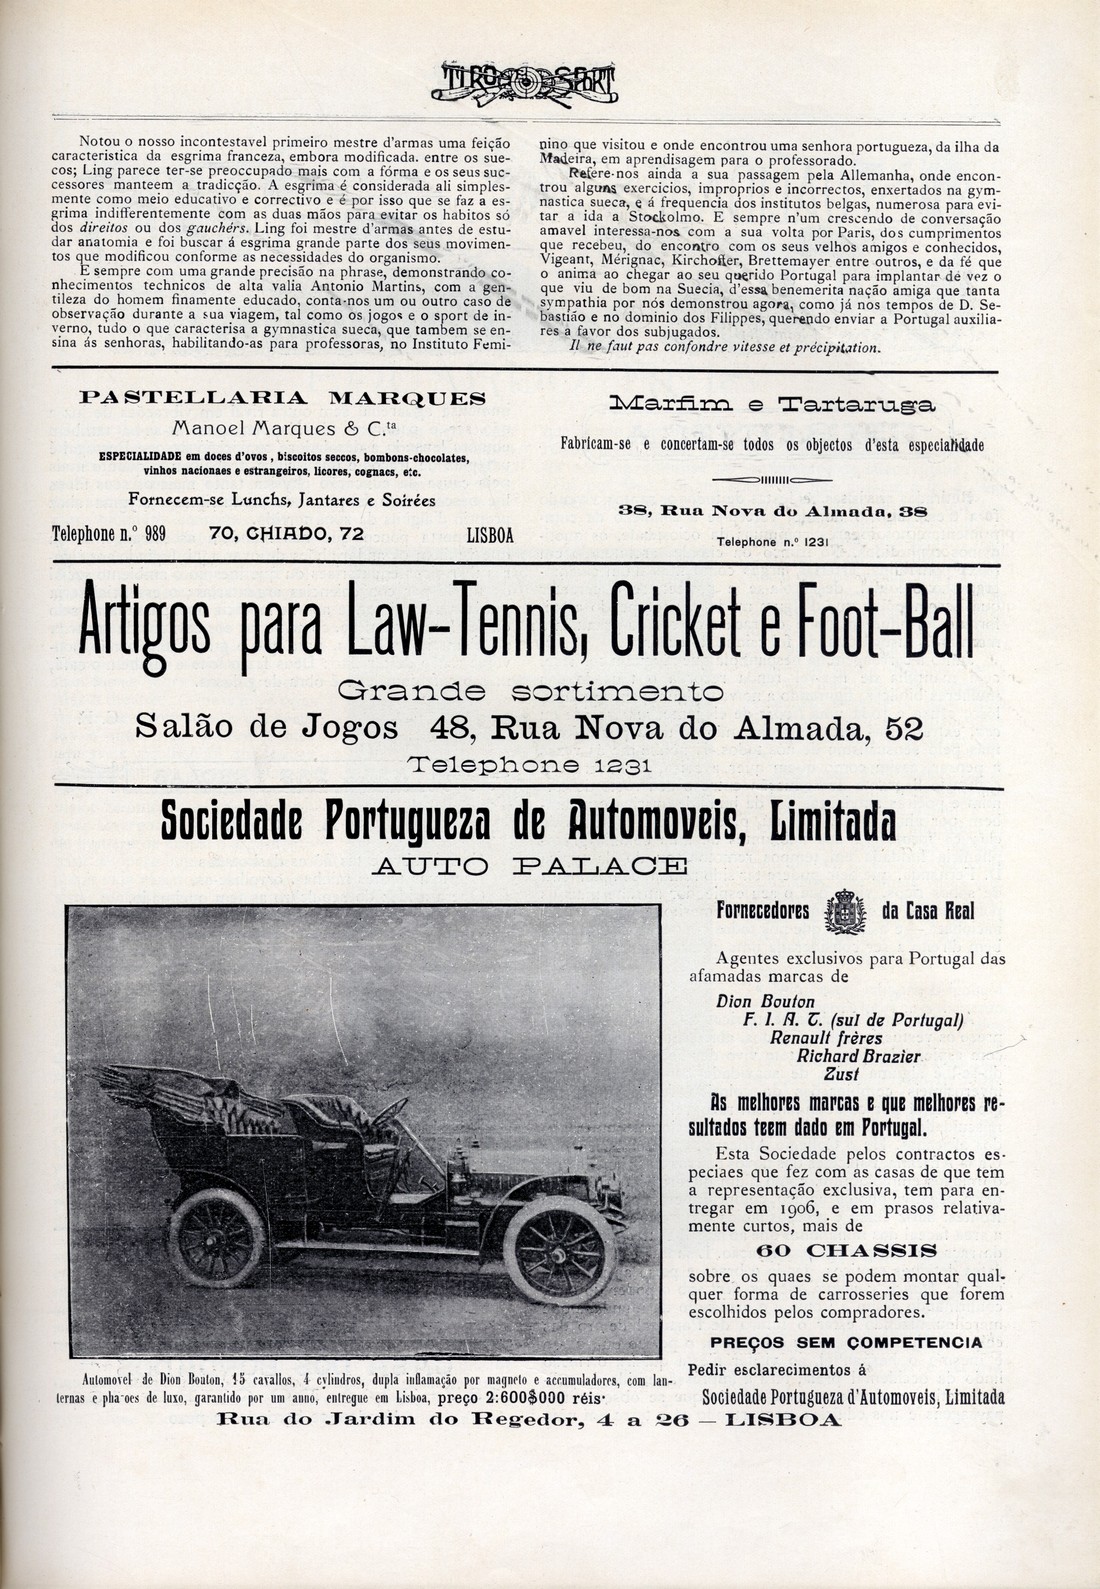 TIRO E SPORT
Notou o nosso incontestavel primeiro mestre d'armas uma feição
caracteristica da esgrima franceza, embora modificada. entre os sue-
cos; Ling parece ter-se preoccupado mais com a fórma e os seus suc-
cessores manteem a tradicção. A esgrima é considerada ali simples-
mente como meio educativo e correctivo e é por isso que se faz a es-
grima indifferentemente com as duas mãos para evitar os habitos só
dos direitos ou dos gauchérs. Ling foi mestre d'armas antes de estu-
dar anatomia e foi buscar á esgrima grande parte dos seus movimen-
tos que modificou conforme as necessidades do organismo.
E sempre com uma grande precisão na phrase, demonstrando co-
nhecimentos technicos de alta valia Antonio Martins, com a gen-
tileza do homem finamente educado, conta-nos um ou outro caso de
observação durante a sua viagem, tal como os jogos e o sport de in-
verno, tudo o que caracterisa a gymnastica sueca, que tambem se en-
sina ás senhoras, habilitando-as para professoras, no Instituto Femi-
nino que visitou e onde encontrou uma senhora portugueza, da ilha da
Madeira, em aprendisagem para o professorado.
Refere-nos ainda a sua passagem pela Allemanha, onde encon-
trou alguns exercicios, improprios e incorrectos, enxertados na gym-
nastica sueca, e á frequencia dos institutos belgas, numerosa para evi-
tar a ida a Stockolmo. E sempre n'um crescendo de conversação
amavel interessa-nos com a sua volta por Paris, dos cumprimentos
que recebeu, do encontro com os seus velhos amigos e conhecidos,
Vigeant, Mérignac, Kirchoffer, Brettemayer entre outros, e da fé que
o anima ao chegar ao seu querido Portugal para implantar de vez o
que viu de bom na Suecia, d'essa benemerita nação amiga que tanta
sympathia por nós demonstrou agora, como já nos tempos de D. Se-
bastião e no dominio dos Filippes, querendo enviar a Portugal auxilia-
res a favor dos subjugados.
Il ne faut pas confondre vitesse et précipitation.
PASTELLARIA MARQUES
Manoel Marques & C.ta
ESPECIALIDADE em doces d'ovos, biscoitos seccos, bombons-chocolates,
vinhos nacionaes e estrangeiros, licores, cognacs, etc.
Fornecem-se Lunchs, Jantares e Soirées
Telephone n.º 989 70, CHIADO, 72 LISBOA
Marfim e Tartaruga
Fabricam-se e concertam-se todos os objectos d'esta especialidade
38, Rua Nova do Almada, 38
Telephone n.º 1231
Artigos para Law-Tennis, Cricket e Foot-Ball
Grande sortimento
Salão de Jogos 48, Rua Nova do Almada, 52
Telephone 1231
Sociedade Portugueza de Automoveis, Limitada
AUTO PALACE
Fornecedores da Casa Real
Agentes exclusivos para Portugal das
afamadas marcas de
Dion Bouton
F. I. A. T. (sul de Portugal)
Renault frères
Richard Brazier
Zust
As melhores marcas e que melhores re-
sultados teem dado em Portugal.
Esta Sociedade pelos contractos es-
peciaes que fez com as casas de que tem
a representação exclusiva, tem para en-
tregar em 1906, e em prasos relativa-
mente curtos, mais de
60 CHASSIS
sobre os quaes se podem montar qual-
quer forma de carrosseries que forem
escolhidos pelos compradores.
PREÇOS SEM COMPETENCIA
Pedir esclarecimentos á
Sociedade Portugueza d'Automoveis, Limitada
Automovel de Dion Bouton, 15 cavallos, 4 cylindros, dupla inflamação por magneto e accumuladores, com lan-
ternas e pharoes de luxo, garantido por um anno, entregue em Lisboa, preço 2:600$000 réis·
Rua do Jardim do Regedor, 4 a 26 — LISBOA